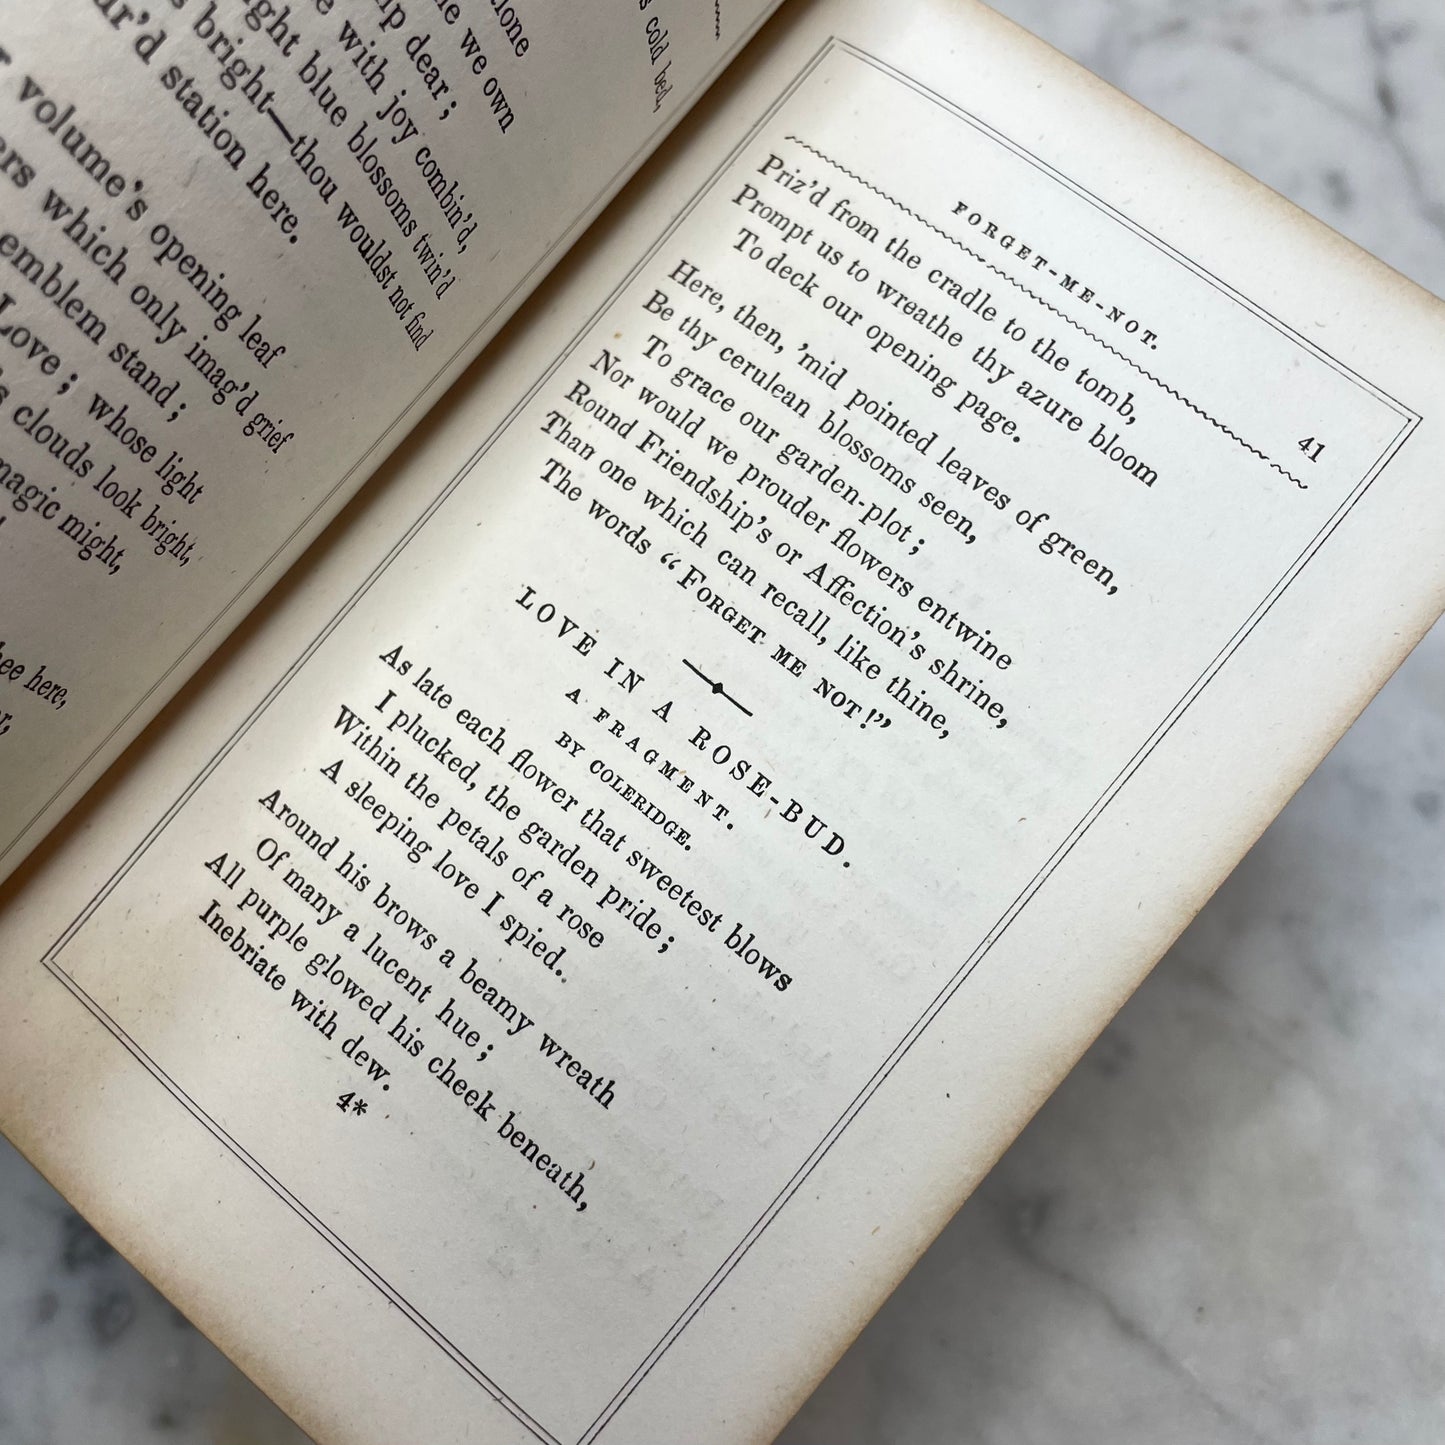 lone
we own
dear;
with joy combin'd,
ght blue blossoms twin'd
bright—thou wouldst not find
ur'd station here.
volume's opening leaf
ers which only imag'd grief
emblem stand;
Love; whose light
clouds look bright,
magic might,
hee here,
s cold bed,
FORGET-ME-NOT. 41
Priz'd from the cradle to the tomb,
Prompt us to wreathe thy azure bloom
To deck our opening page.
Here, then, 'mid pointed leaves of green,
Be thy cerulean blossoms seen,
To grace our garden-plot;
Nor would we prouder flowers entwine
Round Friendship's or Affection's shrine,
Than one which can recall, like thine,
The words “FORGET ME NOT!”
LOVE IN A ROSE-BUD.
A FRAGMENT.
BY COLERIDGE.
As late each flower that sweetest blows
I plucked, the garden pride;
Within the petals of a rose
A sleeping love I spied.
Around his brows a beamy wreath
Of many a lucent hue;
All purple glowed his cheek beneath,
Inebriate with dew.
4*